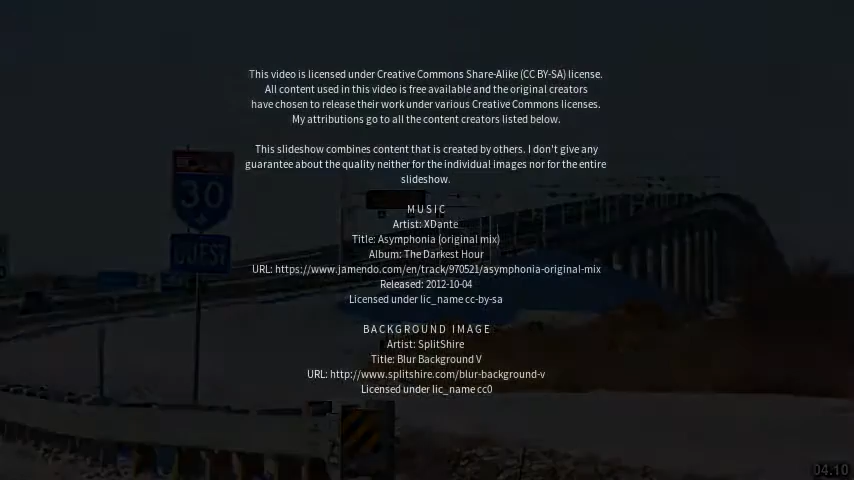 This video is licensed under Creative Commons Share-Alike (CC BY-SA) license.
All content used in this video is free available and the original creators
have chosen to release their work under various Creative Commons licenses.
My attributions go to all the content creators listed below.
This slideshow combines content that is created by others. I don't give any
guarantee about the quality neither for the individual images nor for the entire
slideshow.
MUSIC
Artist: XDante
Title: Asymphonia (original mix)
Album: The Darkest Hour
URL: https://www.jamendo.com/en/track/970521/asymphonia-original-mix
Released: 2012-10-04
Licensed under lic_name cc-by-sa
BACKGROUND IMAGE
Artist: SplitShire
Title: Blur Background V
URL: http://www.splitshire.com/blur-background-v
Licensed under lic_name cc0
30
OUEST
04.10